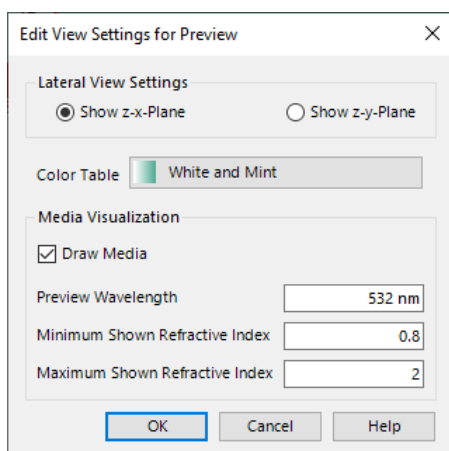 Edit View Settings for Preview
Lateral View Settings
Show z-x-Plane Show z-y-Plane
Color Table White and Mint
Media Visualization
Draw Media
Preview Wavelength 532 nm
Minimum Shown Refractive Index 0.8
Maximum Shown Refractive Index 2
OK Cancel Help